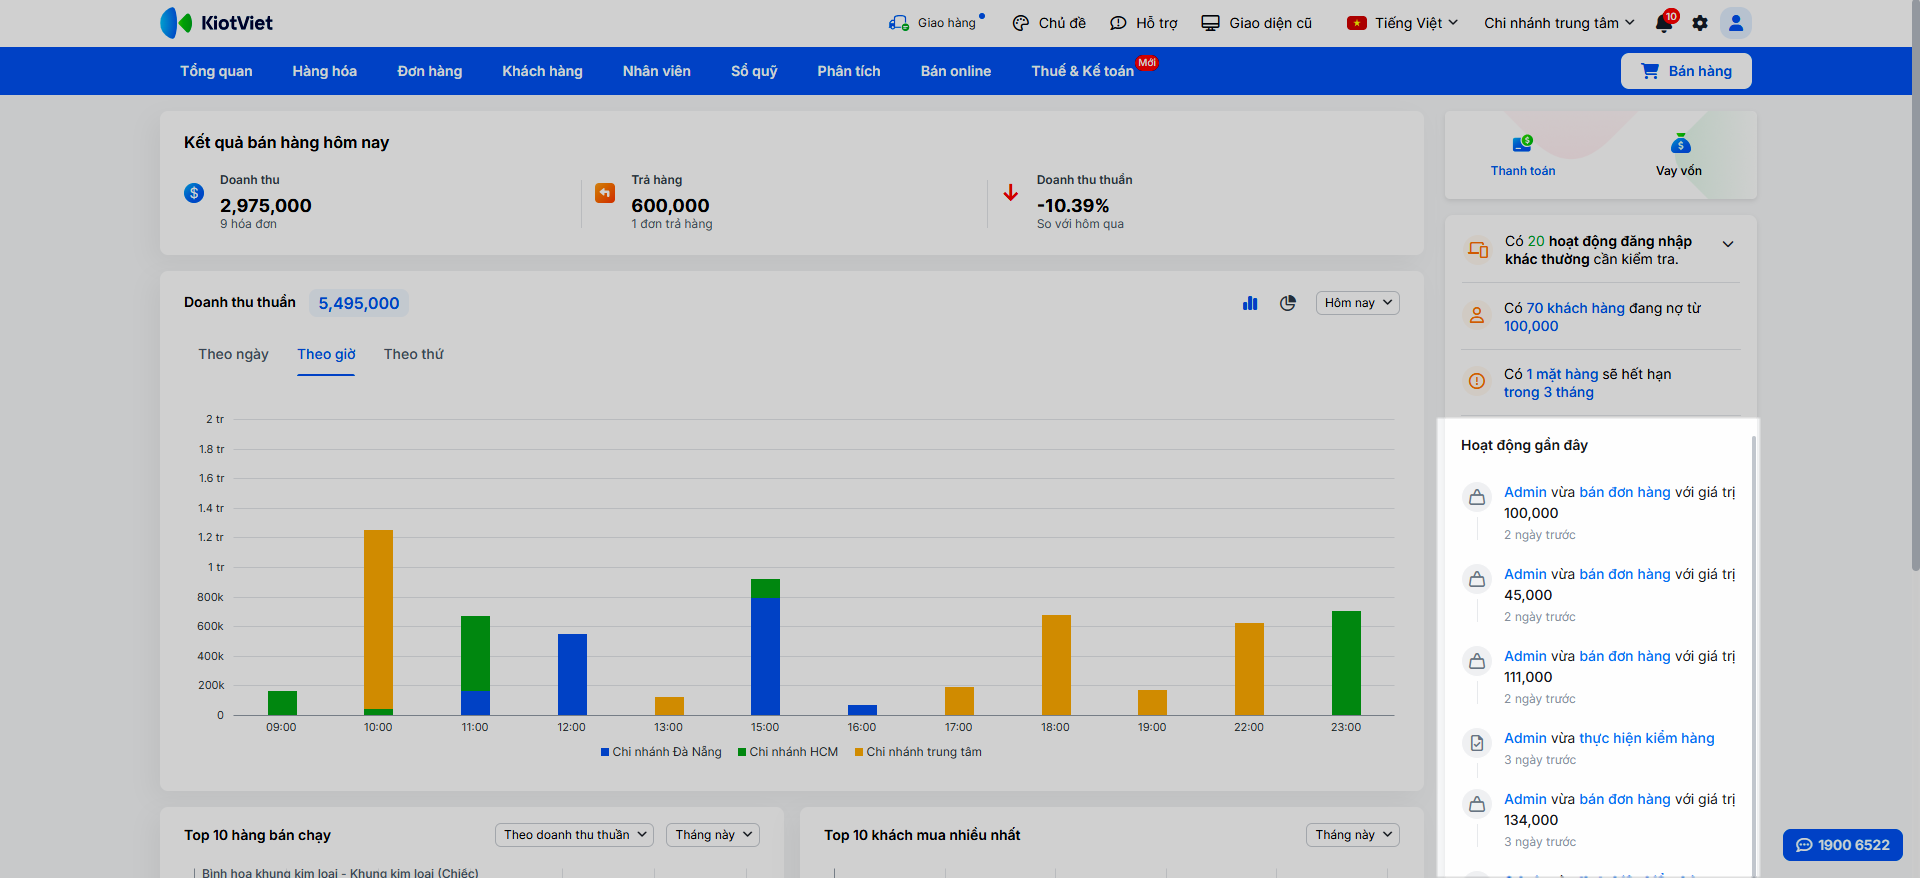 KiotViet
Giao hàng
Chủ đề
Hỗ trợ
Giao diện cũ
Tiếng Việt
Chi nhánh trung tâm
10
Tổng quan
Hàng hóa
Đơn hàng
Khách hàng
Nhân viên
Sổ quỹ
Phân tích
Bán online
Thuế & Kế toán
Mới
Bán hàng
Kết quả bán hàng hôm nay
Doanh thu
2,975,000
9 hóa đơn
Trả hàng
600,000
1 đơn trả hàng
Doanh thu thuần
-10.39%
So với hôm qua
Thanh toán
Vay vốn
Có 20 hoạt động đăng nhập
khác thường cần kiểm tra.
Có 70 khách hàng đang nợ từ
100,000
Có 1 mặt hàng sẽ hết hạn
trong 3 tháng
Doanh thu thuần
5,495,000
Hôm nay
Theo ngày
Theo giờ
Theo thứ
2 tr
1.8 tr
1.6 tr
1.4 tr
1.2 tr
1 tr
800k
600k
400k
200k
0
09:00
10:00
11:00
12:00
13:00
15:00
16:00
17:00
18:00
19:00
22:00
23:00
Chi nhánh Đà Nẵng
Chi nhánh HCM
Chi nhánh trung tâm
Hoạt động gần đây
Admin vừa bán đơn hàng với giá trị
100,000
2 ngày trước
Admin vừa bán đơn hàng với giá trị
45,000
2 ngày trước
Admin vừa bán đơn hàng với giá trị
111,000
2 ngày trước
Admin vừa thực hiện kiểm hàng
3 ngày trước
Admin vừa bán đơn hàng với giá trị
134,000
3 ngày trước
Top 10 hàng bán chạy
Theo doanh thu thuần
Tháng này
Bình hoa khung kim loại - Khung kim loại (Chiếc)
Top 10 khách mua nhiều nhất
Tháng này
1900 6522